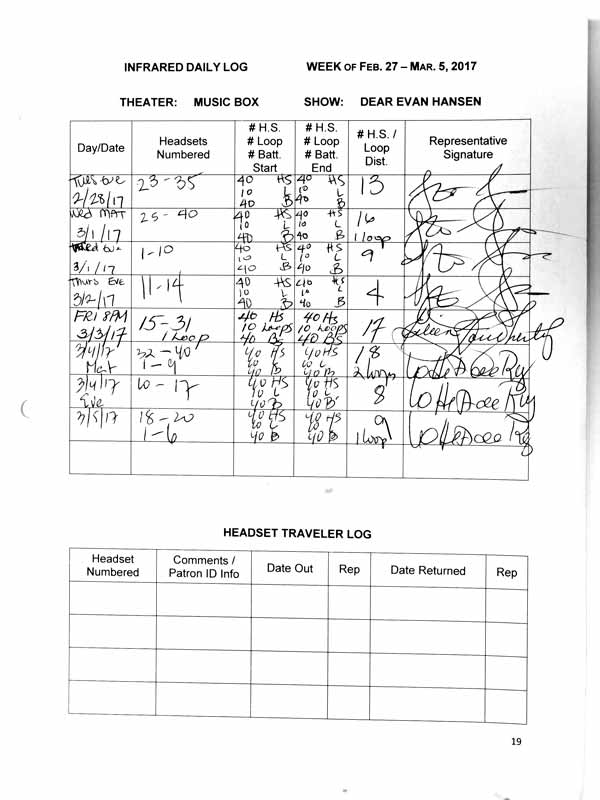 INFRARED DAILY LOG WEEK OF FEB. 27 – MAR. 5, 2017
THEATER: MUSIC BOX SHOW: DEAR EVAN HANSEN
Day/Date Headsets Numbered # H.S. # Loop # Batt. Start # H.S. # Loop # Batt. End # H.S. / Loop Dist. Representative Signature
Tues Eve 23-35 40 HS 40 HS 13
10 L 10 L
2/28/17 40 B 40 B
Wed MAT 25-40 40 HS 40 HS 16
10 L 10 L
3/1/17 40 B 40 B 1 loop
Wed Eve 1-10 40 HS 40 HS 9
10 L 10 L
3/1/17 40 B 40 B
Thurs Eve 11-14 40 HS 40 HS 4
10 L 10 L
3/2/17 40 B 40 B
FRI 8PM 15-31 40 HS 40 HS 17
3/3/17 1 Loop 10 Loops 10 Loops
40 BS 40 BS
3/4/17 32-40 40 HS 40 HS 18
Mat 1-9 10 L 10 L 2 loops
40 B 40 B
3/4/17 10-17 40 HS 40 HS 8
Eve 10 L 10 L
40 B 40 B
3/5/17 18-20 40 HS 40 HS 9
1-6 10 L 10 L 1 loop
40 B 40 B
HEADSET TRAVELER LOG
Headset Numbered Comments / Patron ID Info Date Out Rep Date Returned Rep
19